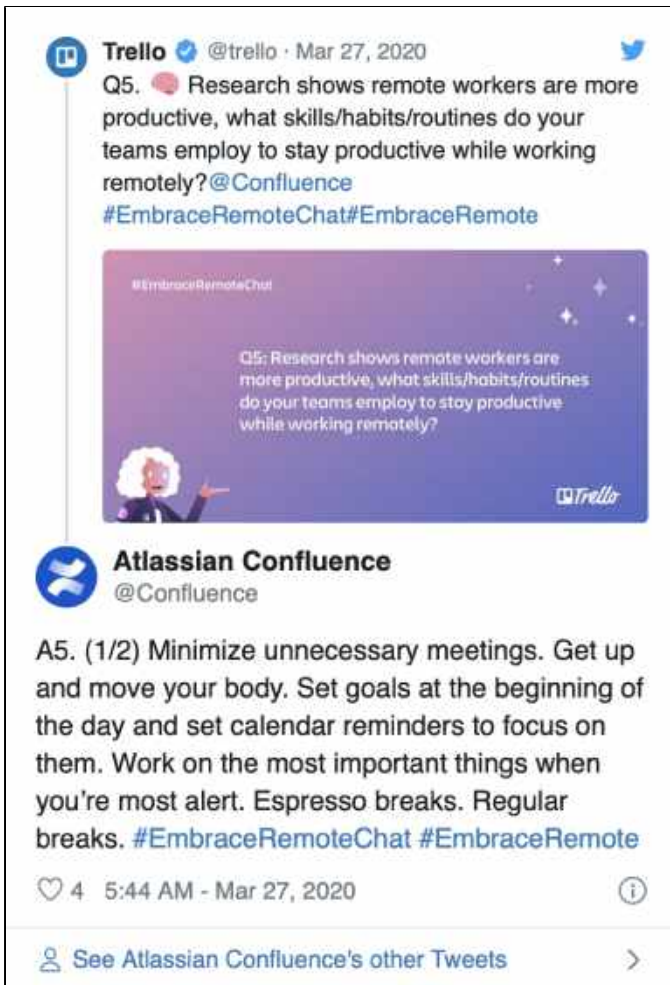 Trello @trello · Mar 27, 2020
Q5. 🧠 Research shows remote workers are more
productive, what skills/habits/routines do your
teams employ to stay productive while working
remotely?@Confluence
#EmbraceRemoteChat#EmbraceRemote
#EmbraceRemoteChat
Q5: Research shows remote workers are
more productive, what skills/habits/routines
do your teams employ to stay productive
while working remotely?
Trello
Atlassian Confluence
@Confluence
A5. (1/2) Minimize unnecessary meetings. Get up
and move your body. Set goals at the beginning of
the day and set calendar reminders to focus on
them. Work on the most important things when
you're most alert. Espresso breaks. Regular
breaks. #EmbraceRemoteChat #EmbraceRemote
4 5:44 AM - Mar 27, 2020
See Atlassian Confluence's other Tweets